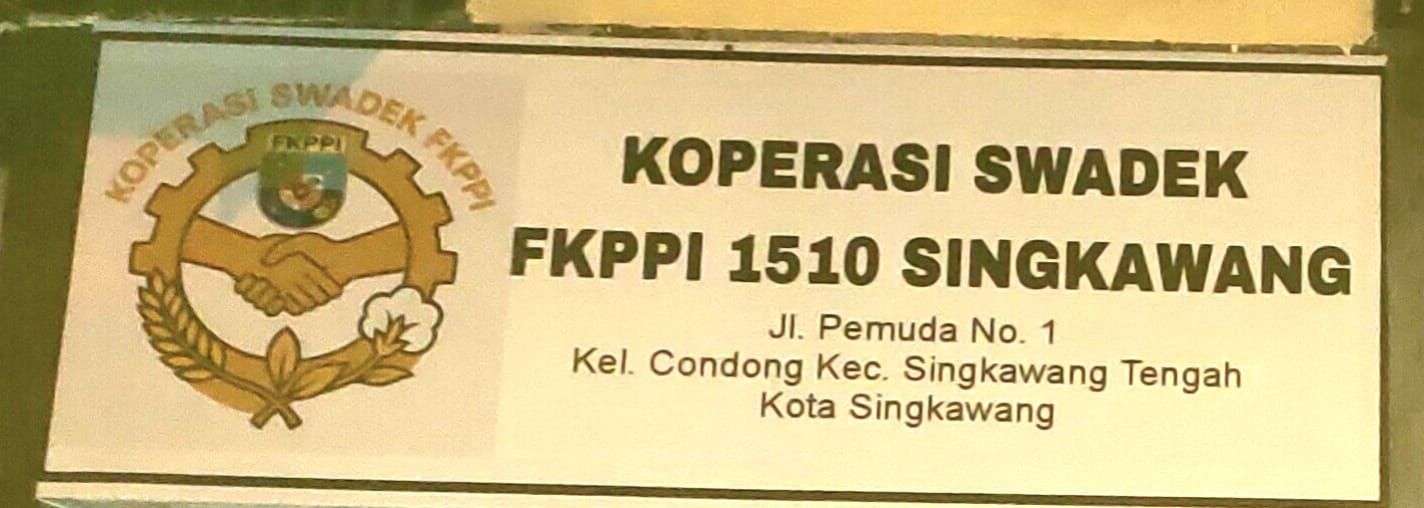 KOPERASI SWADEK FKPPI
FKPPI
KOPERASI SWADEK
FKPPI 1510 SINGKAWANG
Jl. Pemuda No. 1
Kel. Condong Kec. Singkawang Tengah
Kota Singkawang